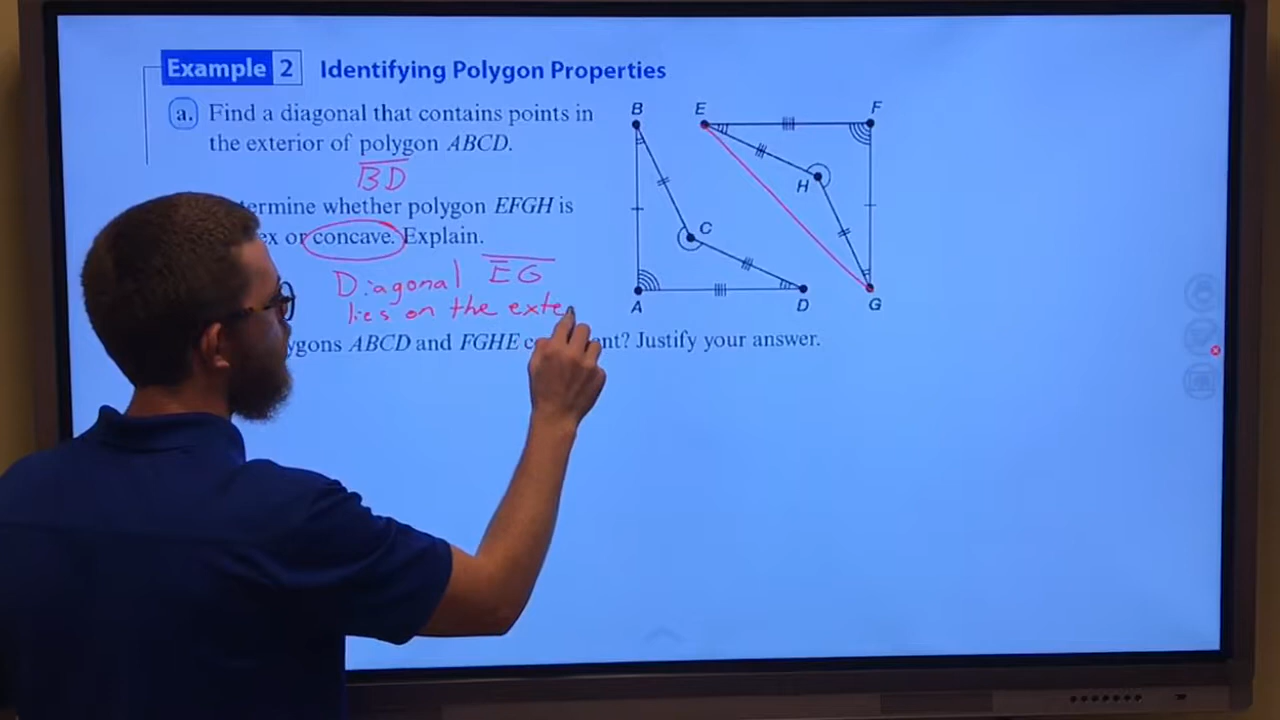 Example 2 Identifying Polygon Properties
a. Find a diagonal that contains points in
the exterior of polygon ABCD.
BD
ermine whether polygon EFGH is
ex or concave. Explain.
Diagonal EG
lies on the exte
ygons ABCD and FGHE c nt? Justify your answer.
B
E
F
H
C
A
D
G